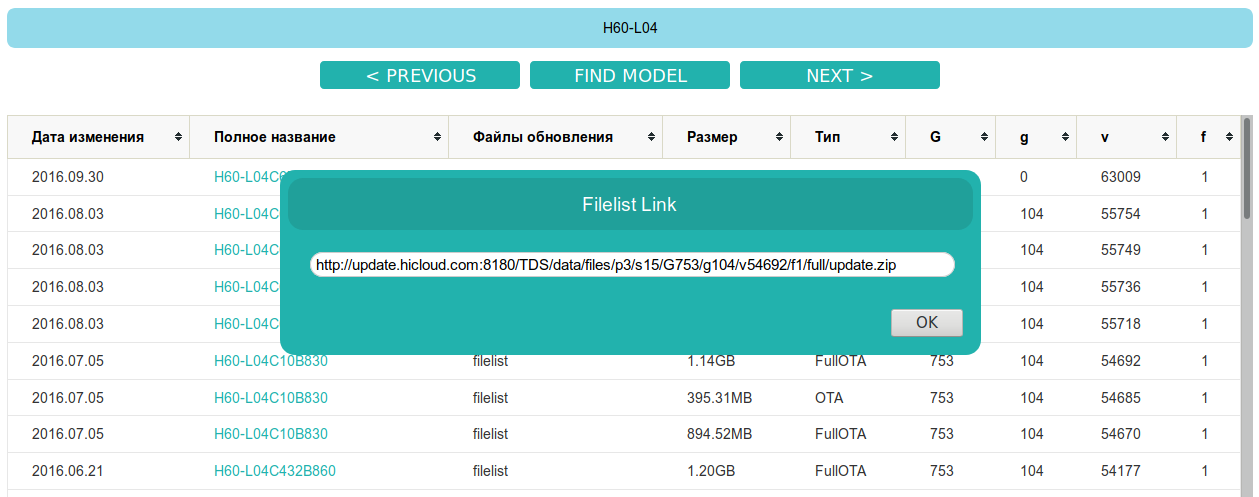 H60-L04
< PREVIOUS FIND MODEL NEXT >
Дата изменения Полное название Файлы обновления Размер Тип G g v f
2016.09.30 H60-L04C 0 63009 1
Filelist Link
2016.08.03 H60-L04C 104 55754 1
2016.08.03 H60-L04C 104 55749 1
http://update.hicloud.com:8180/TDS/data/files/p3/s15/G753/g104/v54692/f1/full/update.zip
2016.08.03 H60-L04C 104 55736 1
2016.08.03 H60-L04C 104 55718 1
OK
2016.07.05 H60-L04C10B830 filelist 1.14GB FullOTA 753 104 54692 1
2016.07.05 H60-L04C10B830 filelist 395.31MB OTA 753 104 54685 1
2016.07.05 H60-L04C10B830 filelist 894.52MB FullOTA 753 104 54670 1
2016.06.21 H60-L04C432B860 filelist 1.20GB FullOTA 753 104 54177 1